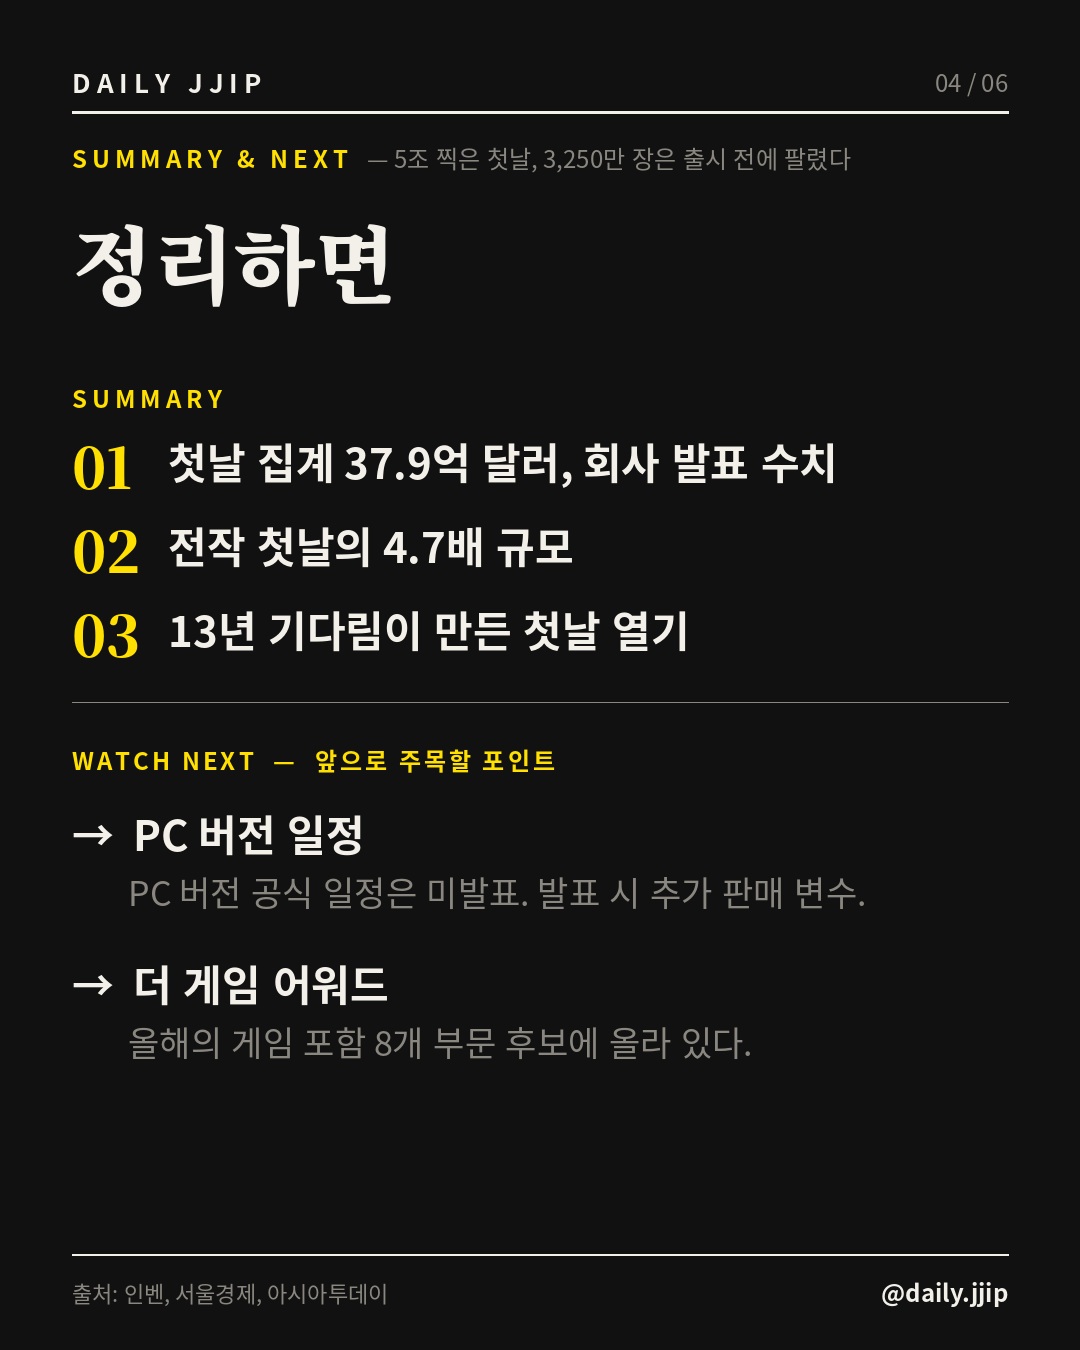 DAILY JJIP
04 / 06
SUMMARY & NEXT — 5조 찍은 첫날, 3,250만 장은 출시 전에 팔렸다
정리하면
SUMMARY
01 첫날 집계 37.9억 달러, 회사 발표 수치
02 전작 첫날의 4.7배 규모
03 13년 기다림이 만든 첫날 열기
WATCH NEXT — 앞으로 주목할 포인트
→ PC 버전 일정
PC 버전 공식 일정은 미발표. 발표 시 추가 판매 변수.
→ 더 게임 어워드
올해의 게임 포함 8개 부문 후보에 올라 있다.
출처: 인벤, 서울경제, 아시아투데이
@daily.jjip